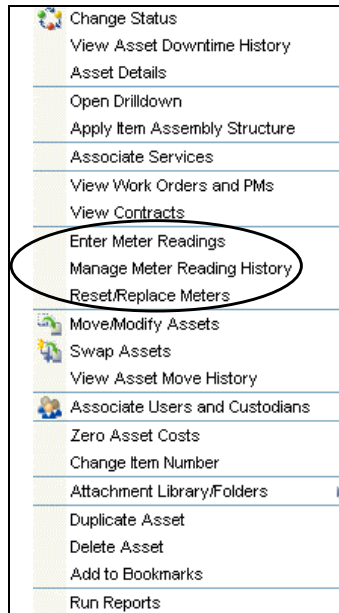 Change Status
View Asset Downtime History
Asset Details
Open Drilldown
Apply Item Assembly Structure
Associate Services
View Work Orders and PMs
View Contracts
Enter Meter Readings
Manage Meter Reading History
Reset/Replace Meters
Move/Modify Assets
Swap Assets
View Asset Move History
Associate Users and Custodians
Zero Asset Costs
Change Item Number
Attachment Library/Folders
Duplicate Asset
Delete Asset
Add to Bookmarks
Run Reports